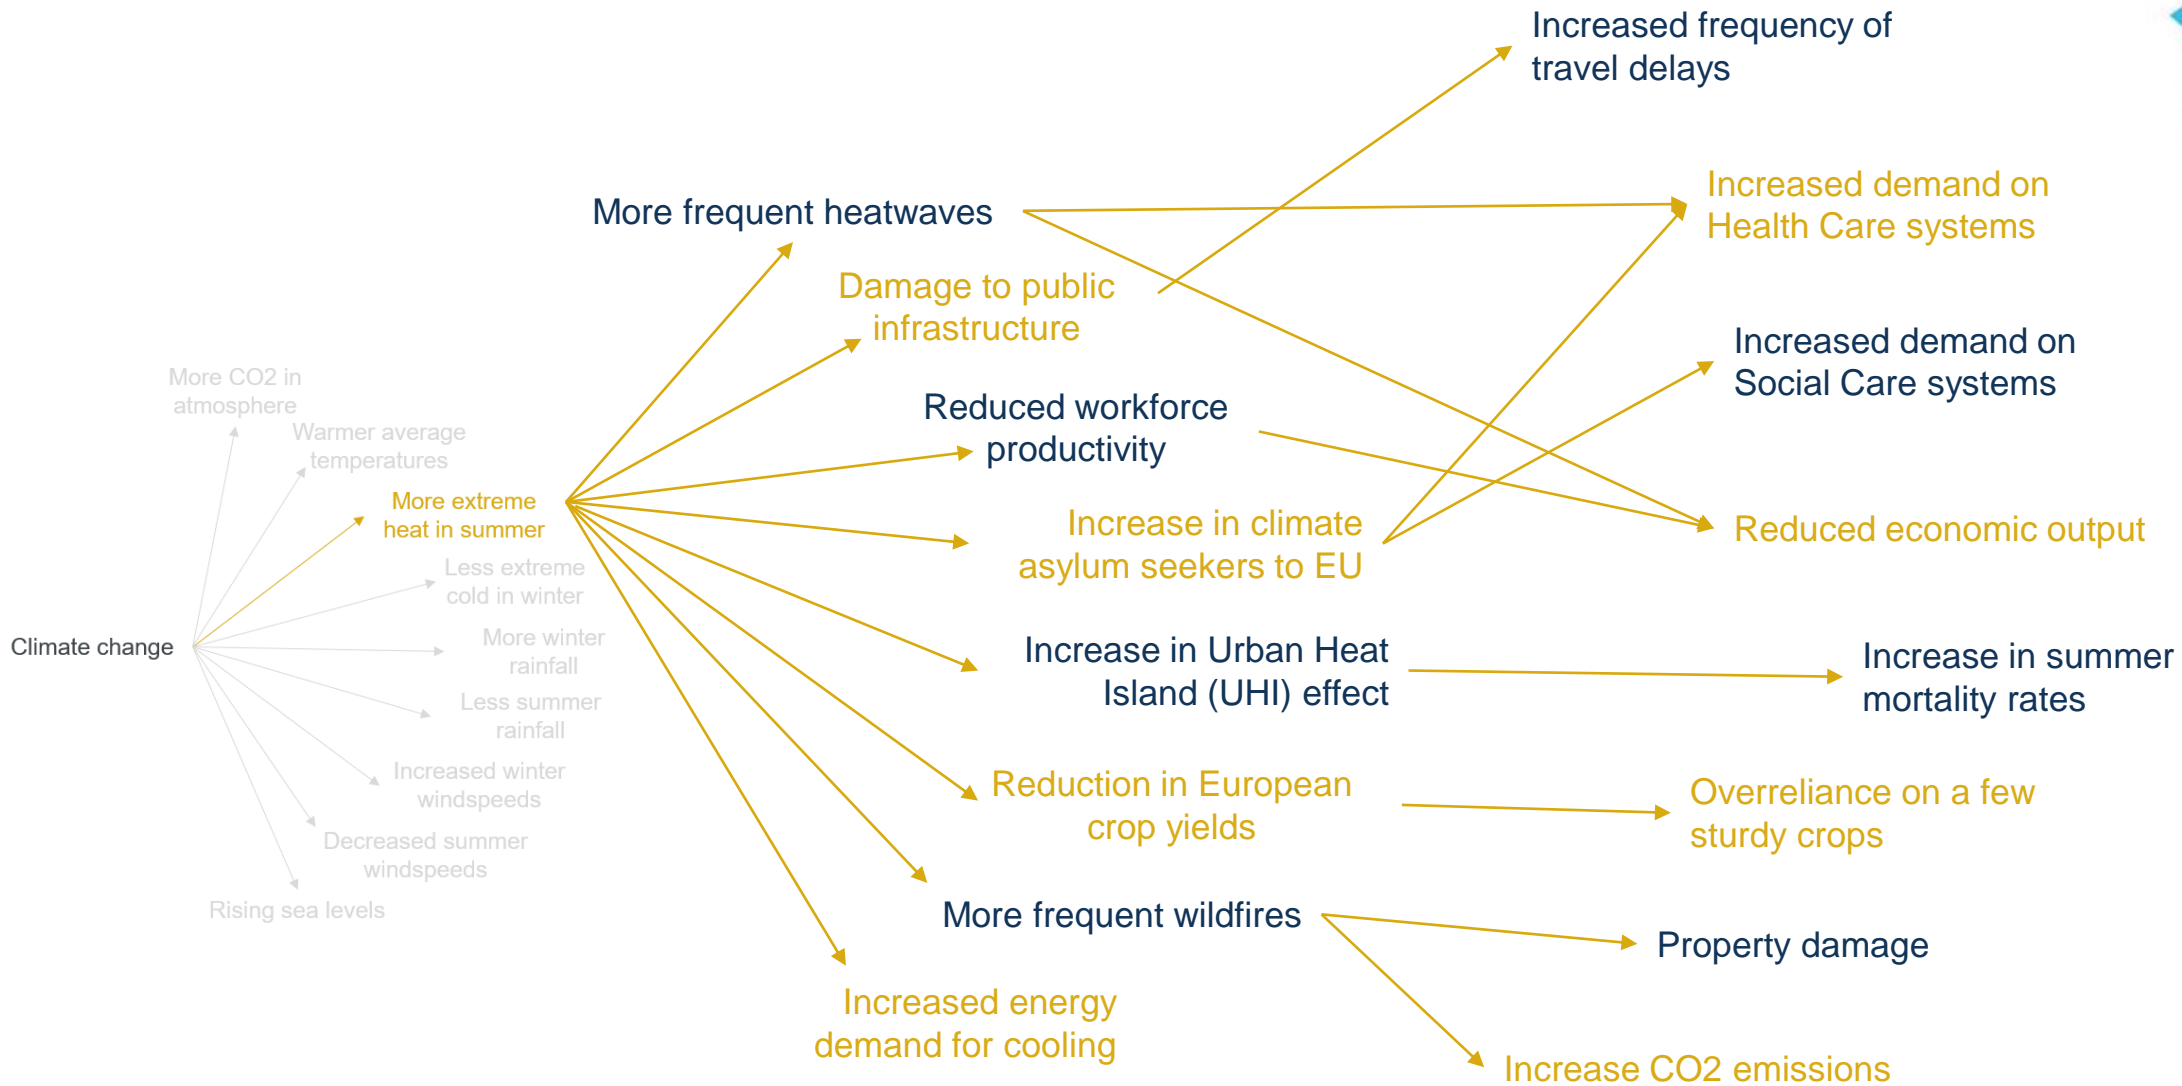 Climate change
More CO2 in
atmosphere
Warmer average
temperatures
More extreme
heat in summer
Less extreme
cold in winter
More winter
rainfall
Less summer
rainfall
Increased winter
windspeeds
Decreased summer
windspeeds
Rising sea levels
More frequent heatwaves
Damage to public
infrastructure
Reduced workforce
productivity
Increase in climate
asylum seekers to EU
Increase in Urban Heat
Island (UHI) effect
Reduction in European
crop yields
More frequent wildfires
Increased energy
demand for cooling
Increased frequency of
travel delays
Increased demand on
Health Care systems
Increased demand on
Social Care systems
Reduced economic output
Increase in summer
mortality rates
Overreliance on a few
sturdy crops
Property damage
Increase CO2 emissions